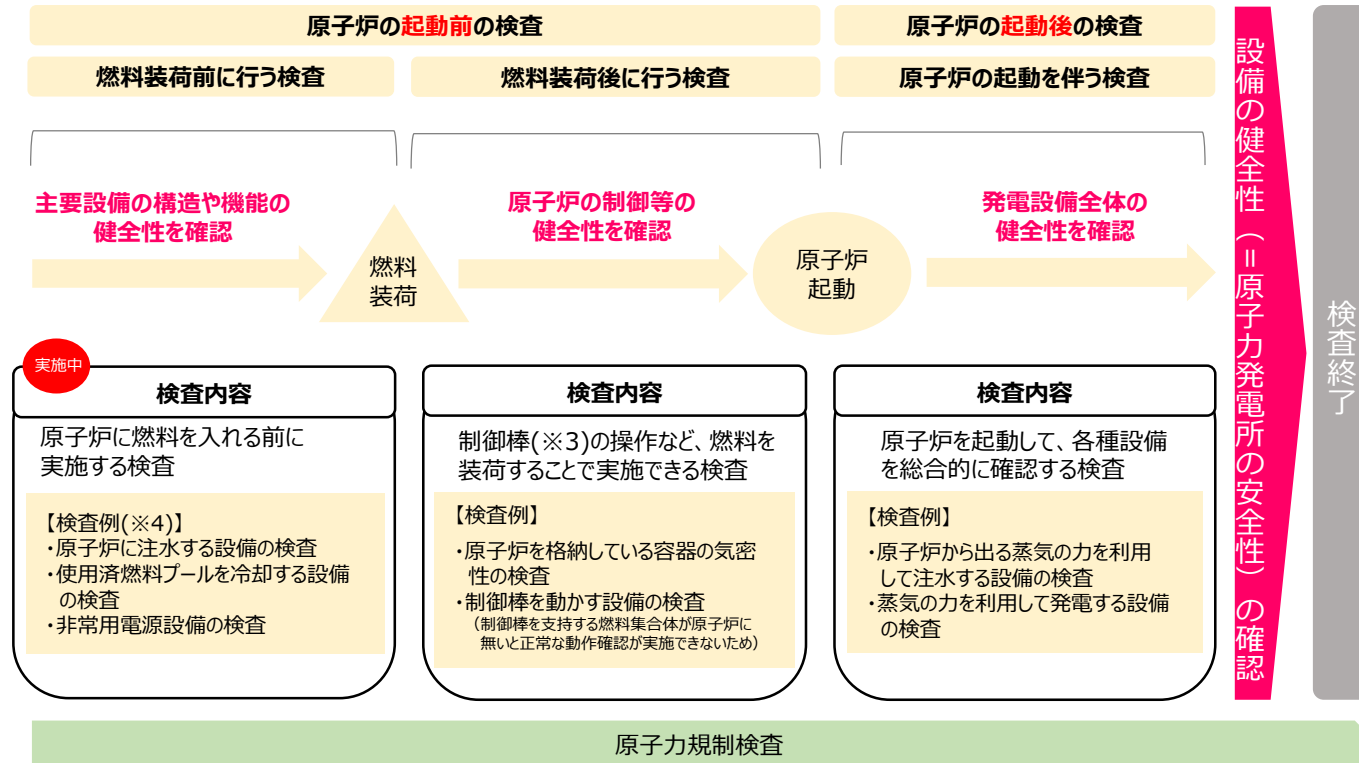 原子炉の起動前の検査
原子炉の起動後の検査
燃料装荷前に行う検査
燃料装荷後に行う検査
原子炉の起動を伴う検査
主要設備の構造や機能の
健全性を確認
燃料
装荷
原子炉の制御等の
健全性を確認
原子炉
起動
発電設備全体の
健全性を確認
実施中
検査内容
原子炉に燃料を入れる前に
実施する検査
【検査例(※4)】
・原子炉に注水する設備の検査
・使用済燃料プールを冷却する設備
の検査
・非常用電源設備の検査
検査内容
制御棒(※3)の操作など、燃料を
装荷することで実施できる検査
【検査例】
・原子炉を格納している容器の気密
性の検査
・制御棒を動かす設備の検査
（制御棒を支持する燃料集合体が原子炉に
無いと正常な動作確認が実施できないため）
検査内容
原子炉を起動して、各種設備
を総合的に確認する検査
【検査例】
・原子炉から出る蒸気の力を利用
して注水する設備の検査
・蒸気の力を利用して発電する設備
の検査
設備の健全性（＝原子力発電所の安全性）の確認
検査終了
原子力規制検査